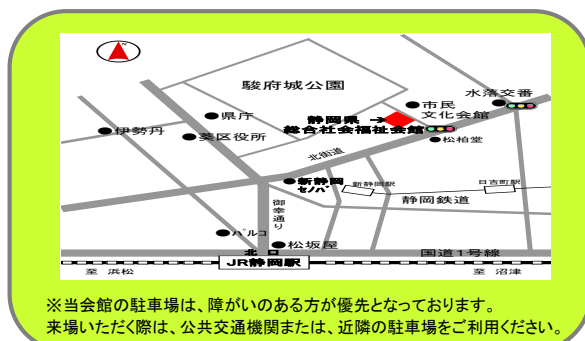 N
駿府城公園
水落交番
●市民
文化会館
●県庁
静岡県 →
総合社会福祉会館
●伊勢丹
●葵区役所
●松柏堂
北街道
●新静岡
セノバ
新静岡駅
日吉町駅
静岡鉄道
御幸通り
●パルコ
●松坂屋
北口
国道1号線
JR静岡駅
至 浜松
至 沼津
※当会館の駐車場は、障がいのある方が優先となっております。
来場いただく際は、公共交通機関または、近隣の駐車場をご利用ください。